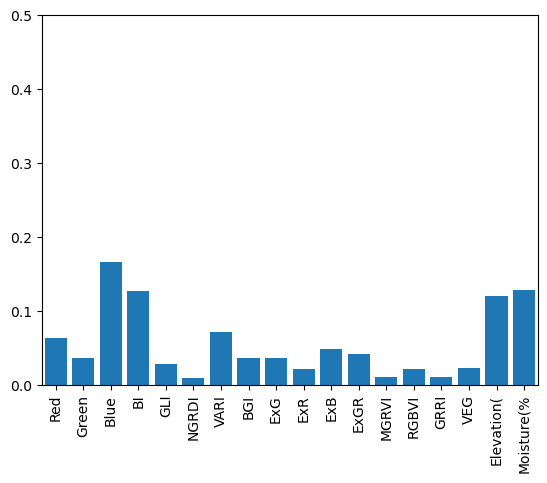 0.5
0.4
0.3
0.2
0.1
0.0
Red
Green
Blue
BI
GLI
NGRDI
VARI
BGI
ExG
ExR
ExB
ExGR
MGRVI
RGBVI
GRRI
VEG
Elevation(
Moisture(%